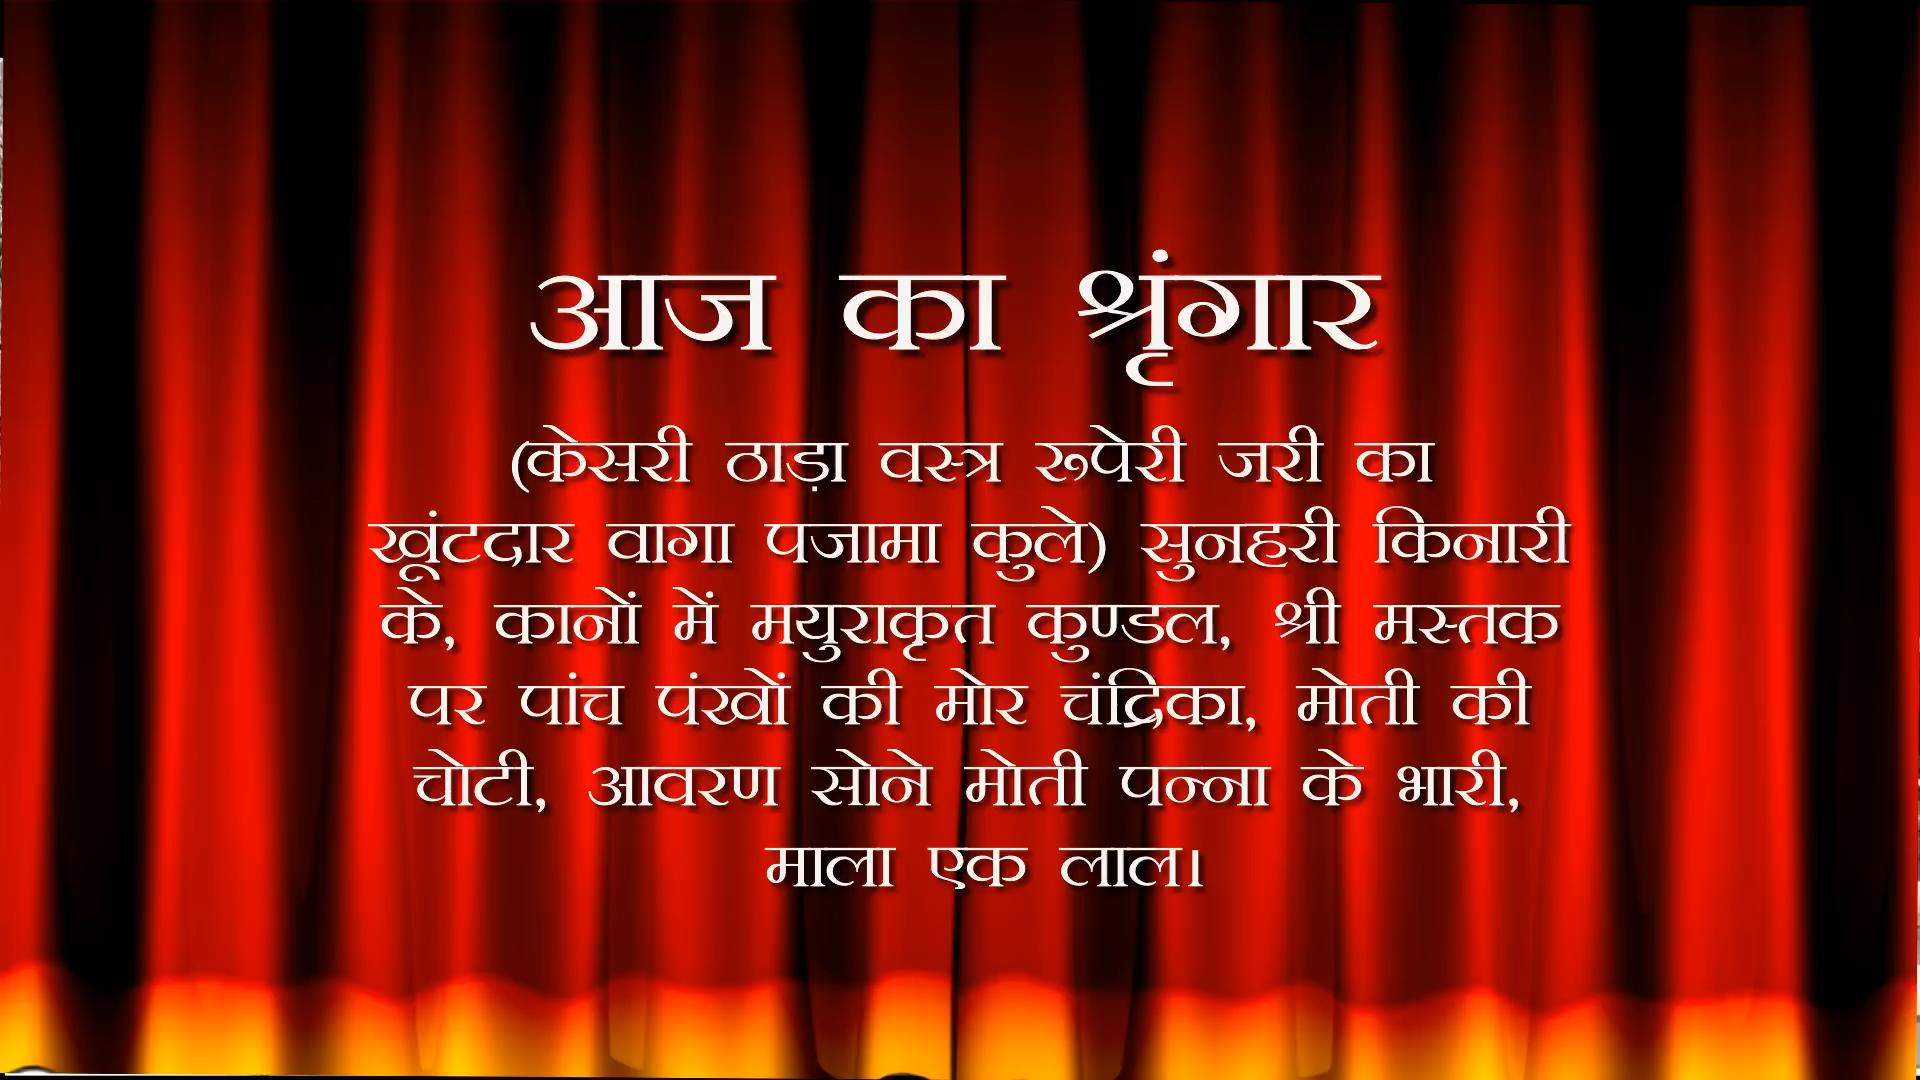 आज का श्रृंगार
(केसरी ठाड़ा वस्त्र रूपेरी जरी का
खूंटदार वागा पजामा कुले) सुनहरी किनारी
के, कानों में मयुराकृत कुण्डल, श्री मस्तक
पर पांच पंखों की मोर चंद्रिका, मोती की
चोटी, आवरण सोने मोती पन्ना के भारी,
माला एक लाल।